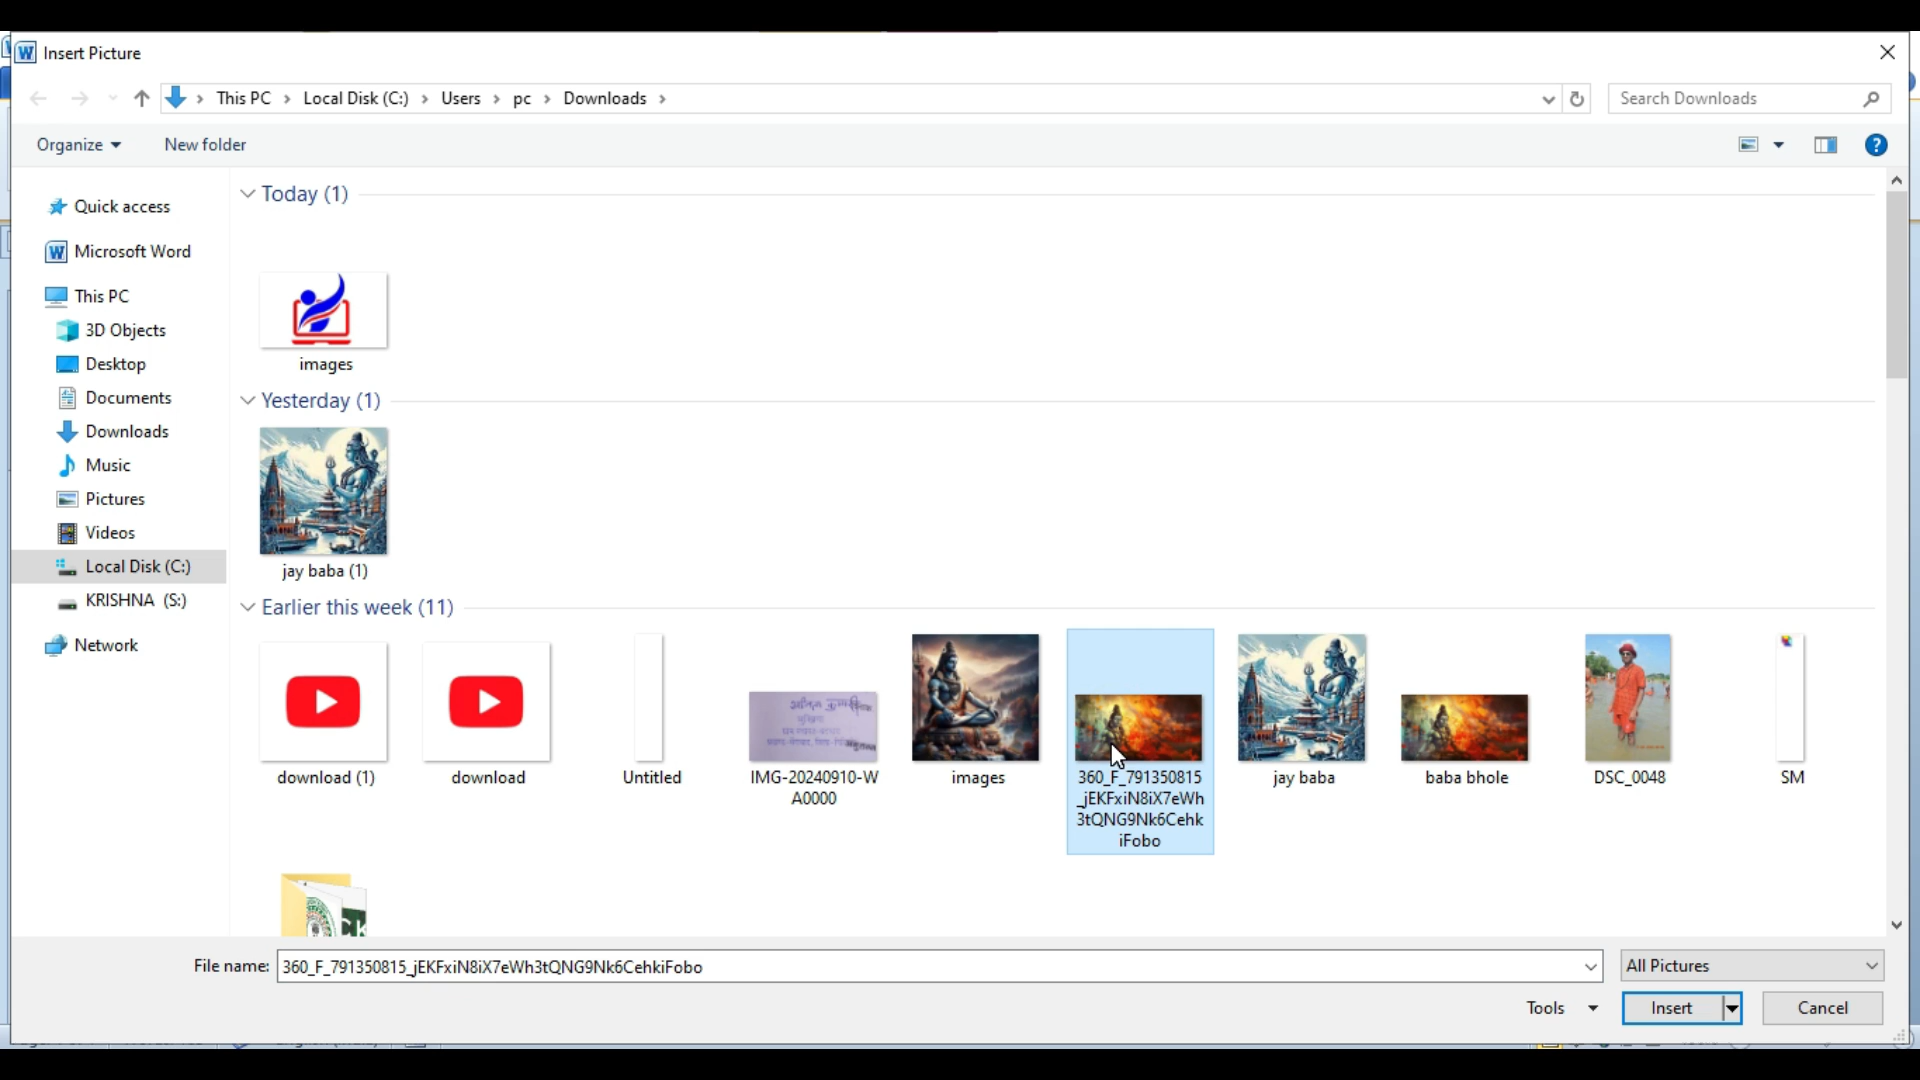 Insert Picture
This PC > Local Disk (C:) > Users > pc > Downloads >
Search Downloads
Organize
New folder
Quick access
Microsoft Word
This PC
3D Objects
Desktop
Documents
Downloads
Music
Pictures
Videos
Local Disk (C:)
KRISHNA (S:)
Network
Today (1)
images
Yesterday (1)
jay baba (1)
Earlier this week (11)
download (1)
download
Untitled
IMG-20240910-W
A0000
images
360_F_791350815
_jEKFxiN8iX7eWh
3tQNG9Nk6Cehk
iFobo
jay baba
baba bhole
DSC_0048
SM
File name:
360_F_791350815_jEKFxiN8iX7eWh3tQNG9Nk6CehkiFobo
All Pictures
Tools
Insert
Cancel